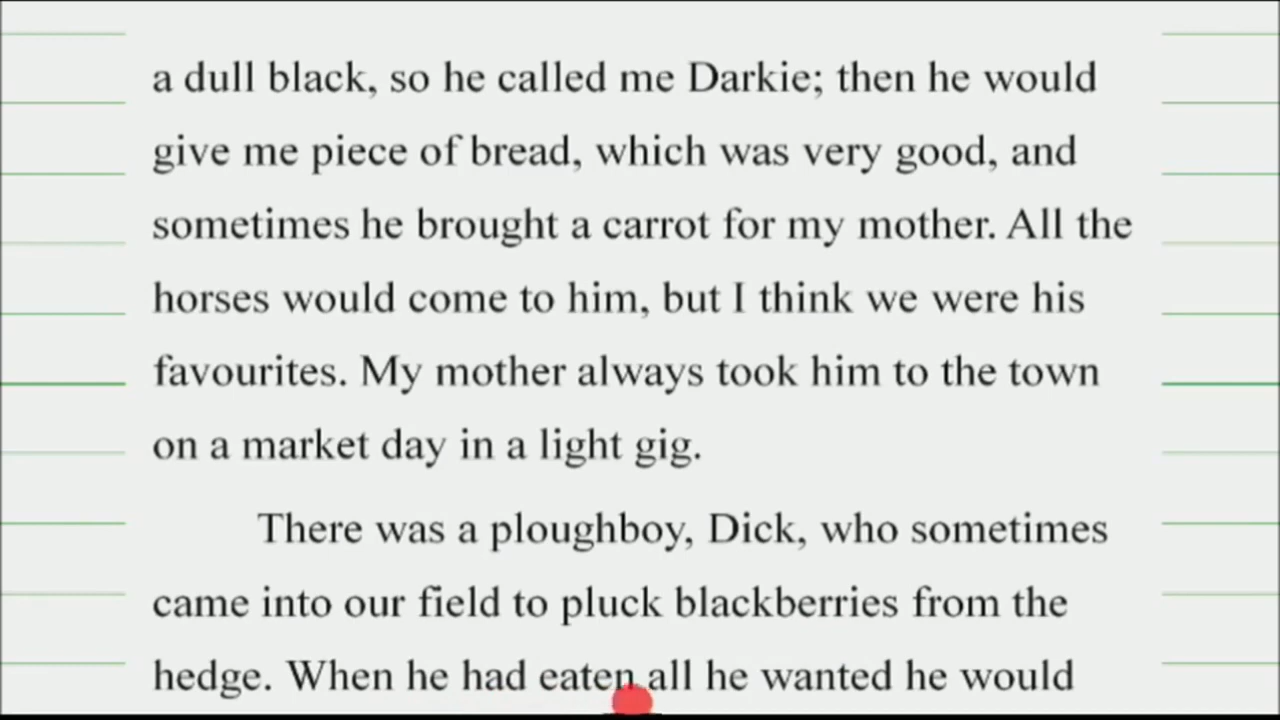 a dull black, so he called me Darkie; then he would
give me piece of bread, which was very good, and
sometimes he brought a carrot for my mother. All the
horses would come to him, but I think we were his
favourites. My mother always took him to the town
on a market day in a light gig.
There was a ploughboy, Dick, who sometimes
came into our field to pluck blackberries from the
hedge. When he had eaten all he wanted he would